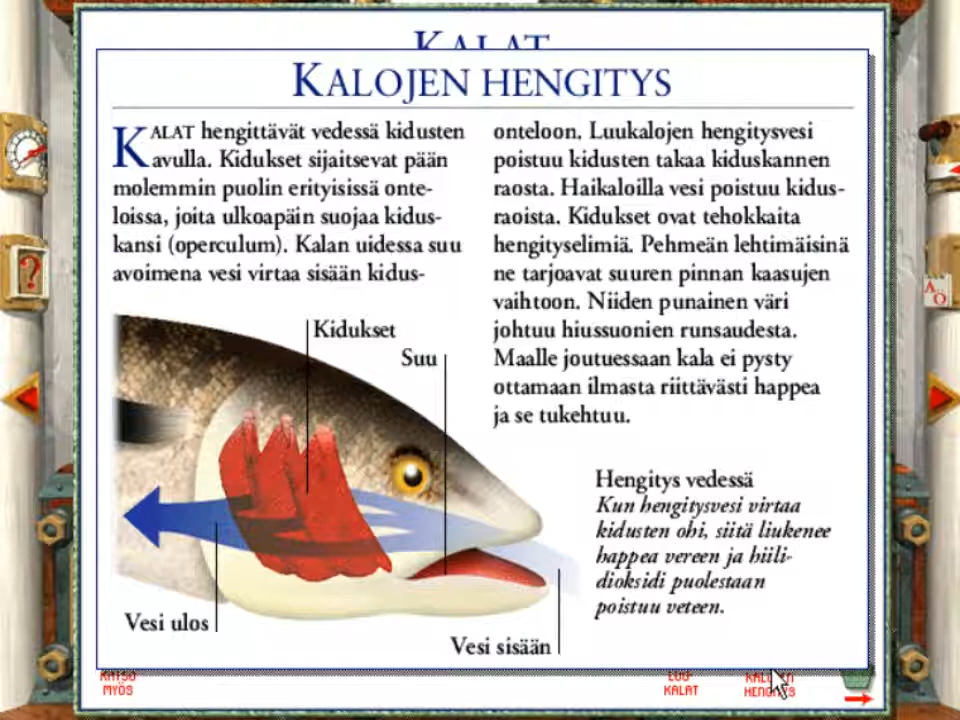 KALAT
KALOJEN HENGITYS
KALAT hengittävät vedessä kidusten
avulla. Kidukset sijaitsevat pään
molemmin puolin erityisissä onte-
loissa, joita ulkoapäin suojaa kidus-
kansi (operculum). Kalan uidessa suu
avoimena vesi virtaa sisään kidus-
onteloon. Luukalojen hengitysvesi
poistuu kidusten takaa kiduskannen
raosta. Haikaloilla vesi poistuu kidus-
raoista. Kidukset ovat tehokkaita
hengityselimiä. Pehmeän lehtimäisinä
ne tarjoavat suuren pinnan kaasujen
vaihtoon. Niiden punainen väri
johtuu hiussuonien runsaudesta.
Maalle joutuessaan kala ei pysty
ottamaan ilmasta riittävästi happea
ja se tukehtuu.
Kidukset
Suu
Vesi ulos
Vesi sisään
Hengitys vedessä
Kun hengitysvesi virtaa
kidusten ohi, siitä liukenee
happea vereen ja hiili-
dioksidi puolestaan
poistuu veteen.
KATSO
MYÖS
LUU-
KALAT
KALOJEN
HENGITYS
?
A...
Ö